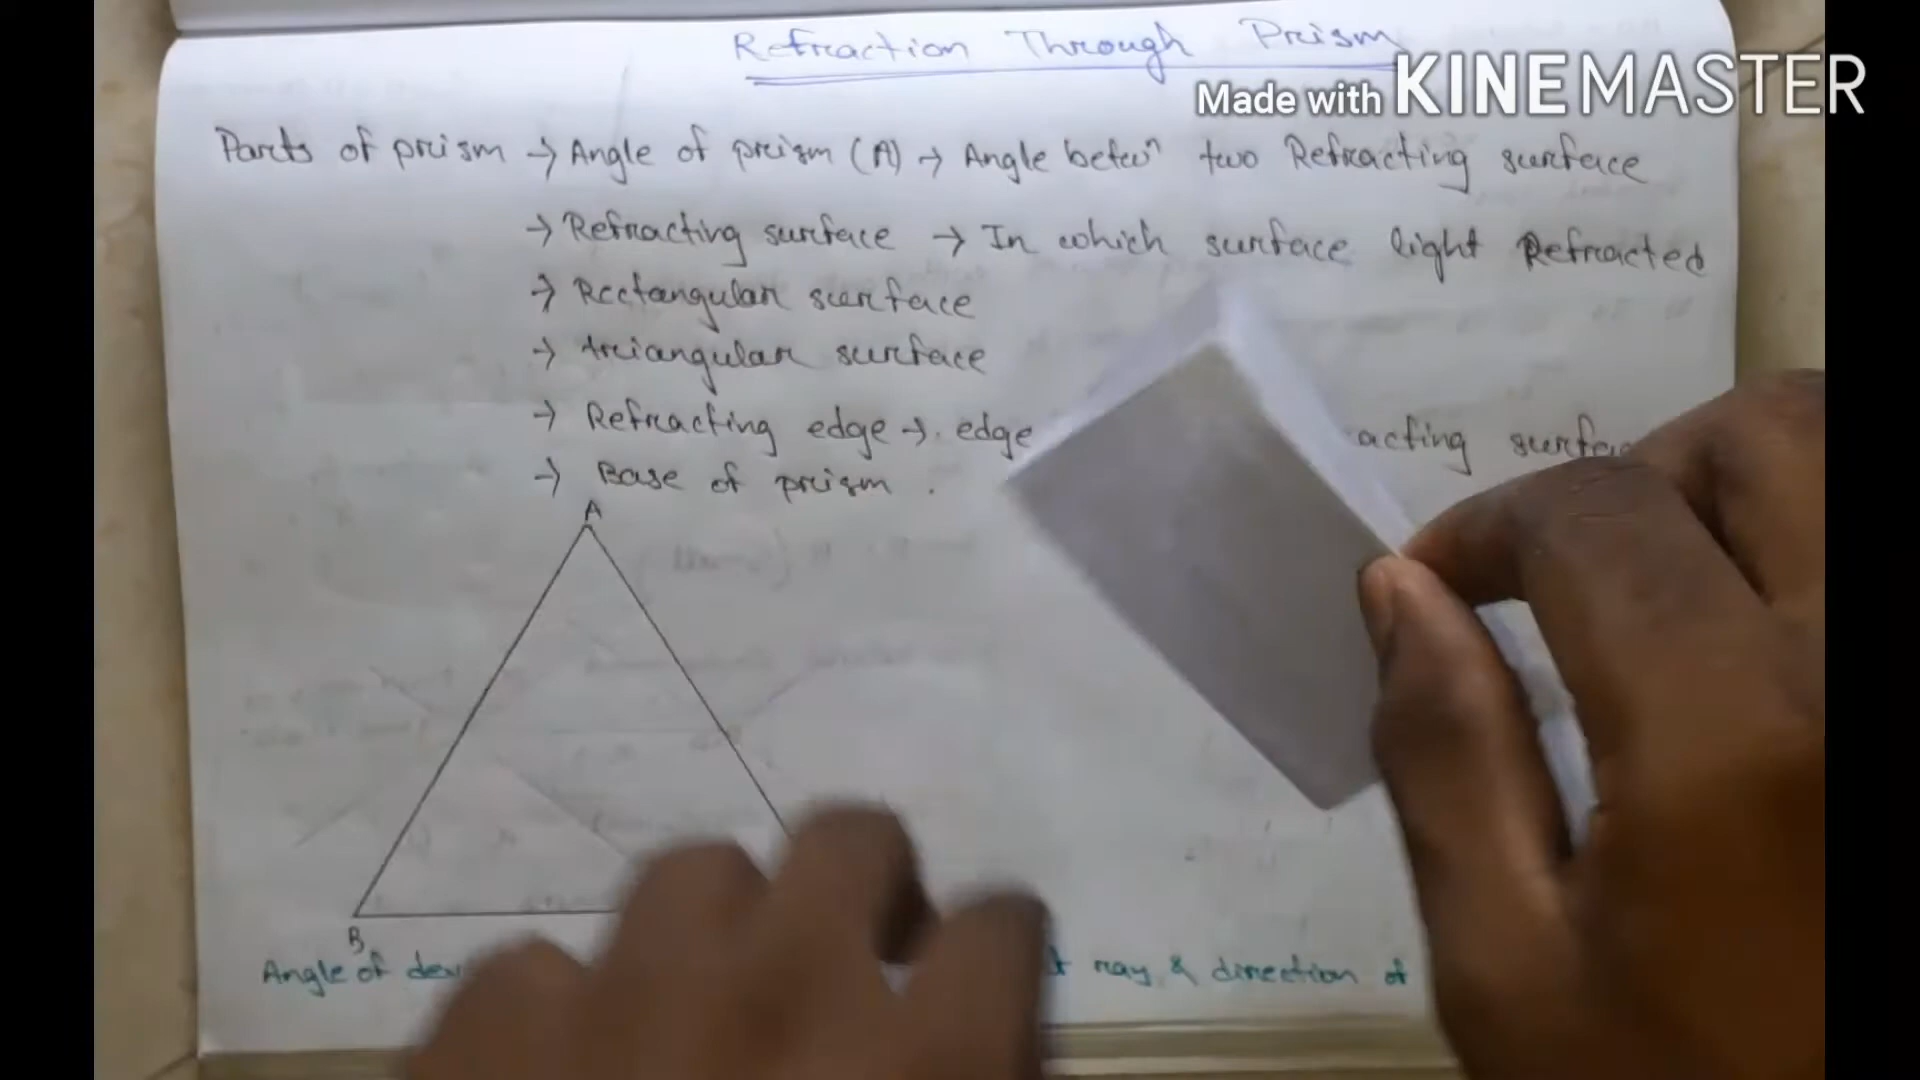 Refraction Through Prism
Made with KINEMASTER
Parts of prism → Angle of prism (A) → Angle betwⁿ two Refracting surface
→ Refracting surface → In which surface light Refracted
→ Rectangular surface
→ triangular surface
→ Refracting edge → edge acting
→ Base of prism .
A
B
Angle of ray & direction of